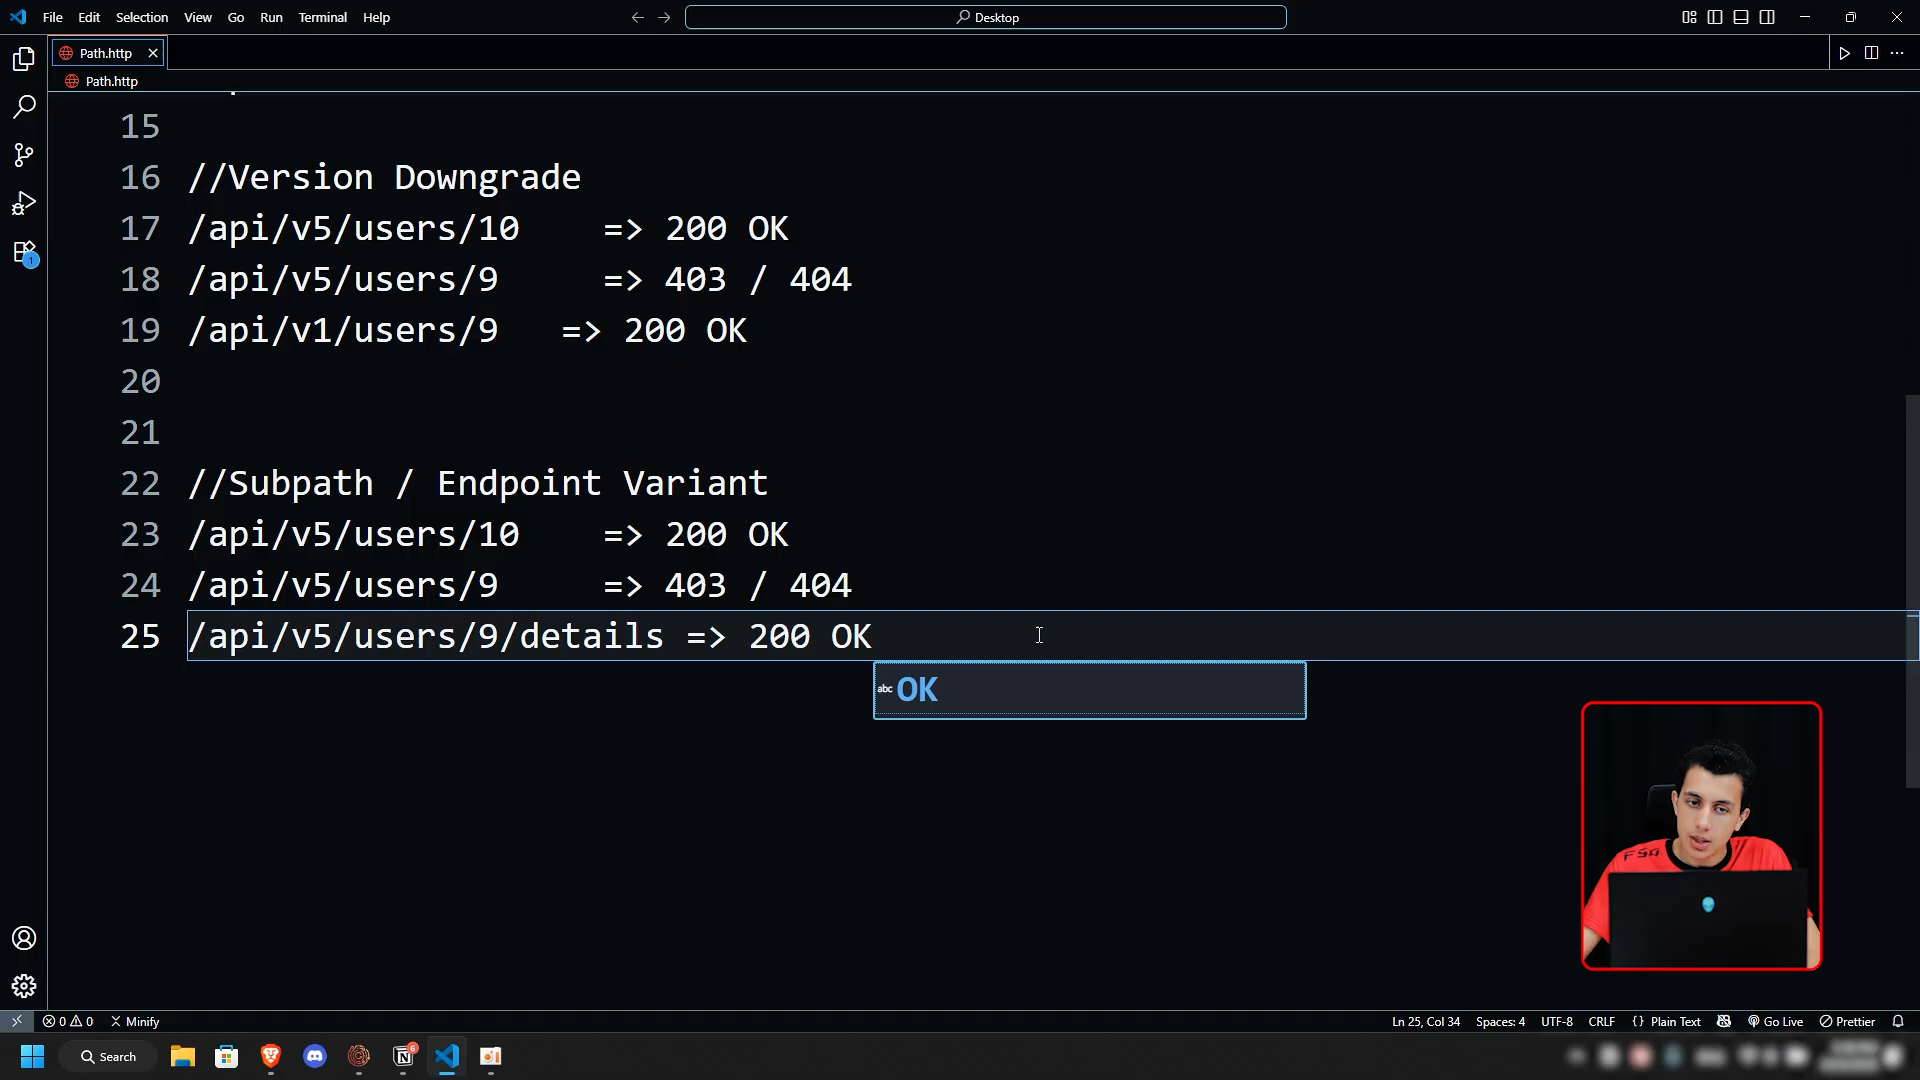 File Edit Selection View Go Run Terminal Help
Desktop
Path.http
Path.http
15
16 //Version Downgrade
17 /api/v5/users/10 => 200 OK
18 /api/v5/users/9 => 403 / 404
19 /api/v1/users/9 => 200 OK
20
21
22 //Subpath / Endpoint Variant
23 /api/v5/users/10 => 200 OK
24 /api/v5/users/9 => 403 / 404
25 /api/v5/users/9/details => 200 OK
abc OK
FSO
0 0 Minify Ln 25, Col 34 Spaces: 4 UTF-8 CRLF {} Plain Text Go Live Prettier
Search
6
1